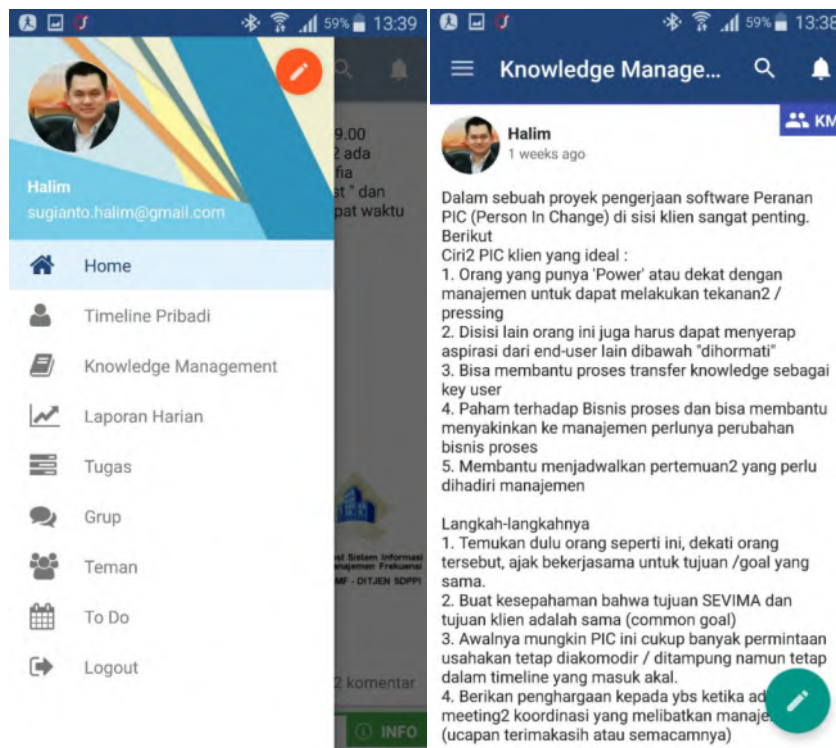 59% 13:39
Halim
sugianto.halim@gmail.com
Home
Timeline Pribadi
Knowledge Management
Laporan Harian
Tugas
Grup
Teman
To Do
Logout
9.00
2 ada
fia
st " dan
pat waktu
st Sistem Informasi
anajemen Frekuensi
MF - DITJEN SDPPI
2 komentar
INFO
59% 13:38
Knowledge Manage...
KM
Halim
1 weeks ago
Dalam sebuah proyek pengerjaan software Peranan
PIC (Person In Change) di sisi klien sangat penting.
Berikut
Ciri2 PIC klien yang ideal :
1. Orang yang punya 'Power' atau dekat dengan
manajemen untuk dapat melakukan tekanan2 /
pressing
2. Disisi lain orang ini juga harus dapat menyerap
aspirasi dari end-user lain dibawah "dihormati"
3. Bisa membantu proses transfer knowledge sebagai
key user
4. Paham terhadap Bisnis proses dan bisa membantu
menyakinkan ke manajemen perlunya perubahan
bisnis proses
5. Membantu menjadwalkan pertemuan2 yang perlu
dihadiri manajemen
Langkah-langkahnya
1. Temukan dulu orang seperti ini, dekati orang
tersebut, ajak bekerjasama untuk tujuan /goal yang
sama.
2. Buat kesepahaman bahwa tujuan SEVIMA dan
tujuan klien adalah sama (common goal)
3. Awalnya mungkin PIC ini cukup banyak permintaan
usahakan tetap diakomodir / ditampung namun tetap
dalam timeline yang masuk akal.
4. Berikan penghargaan kepada ybs ketika ad
meeting2 koordinasi yang melibatkan manaje
(ucapan terimakasih atau semacamnya)